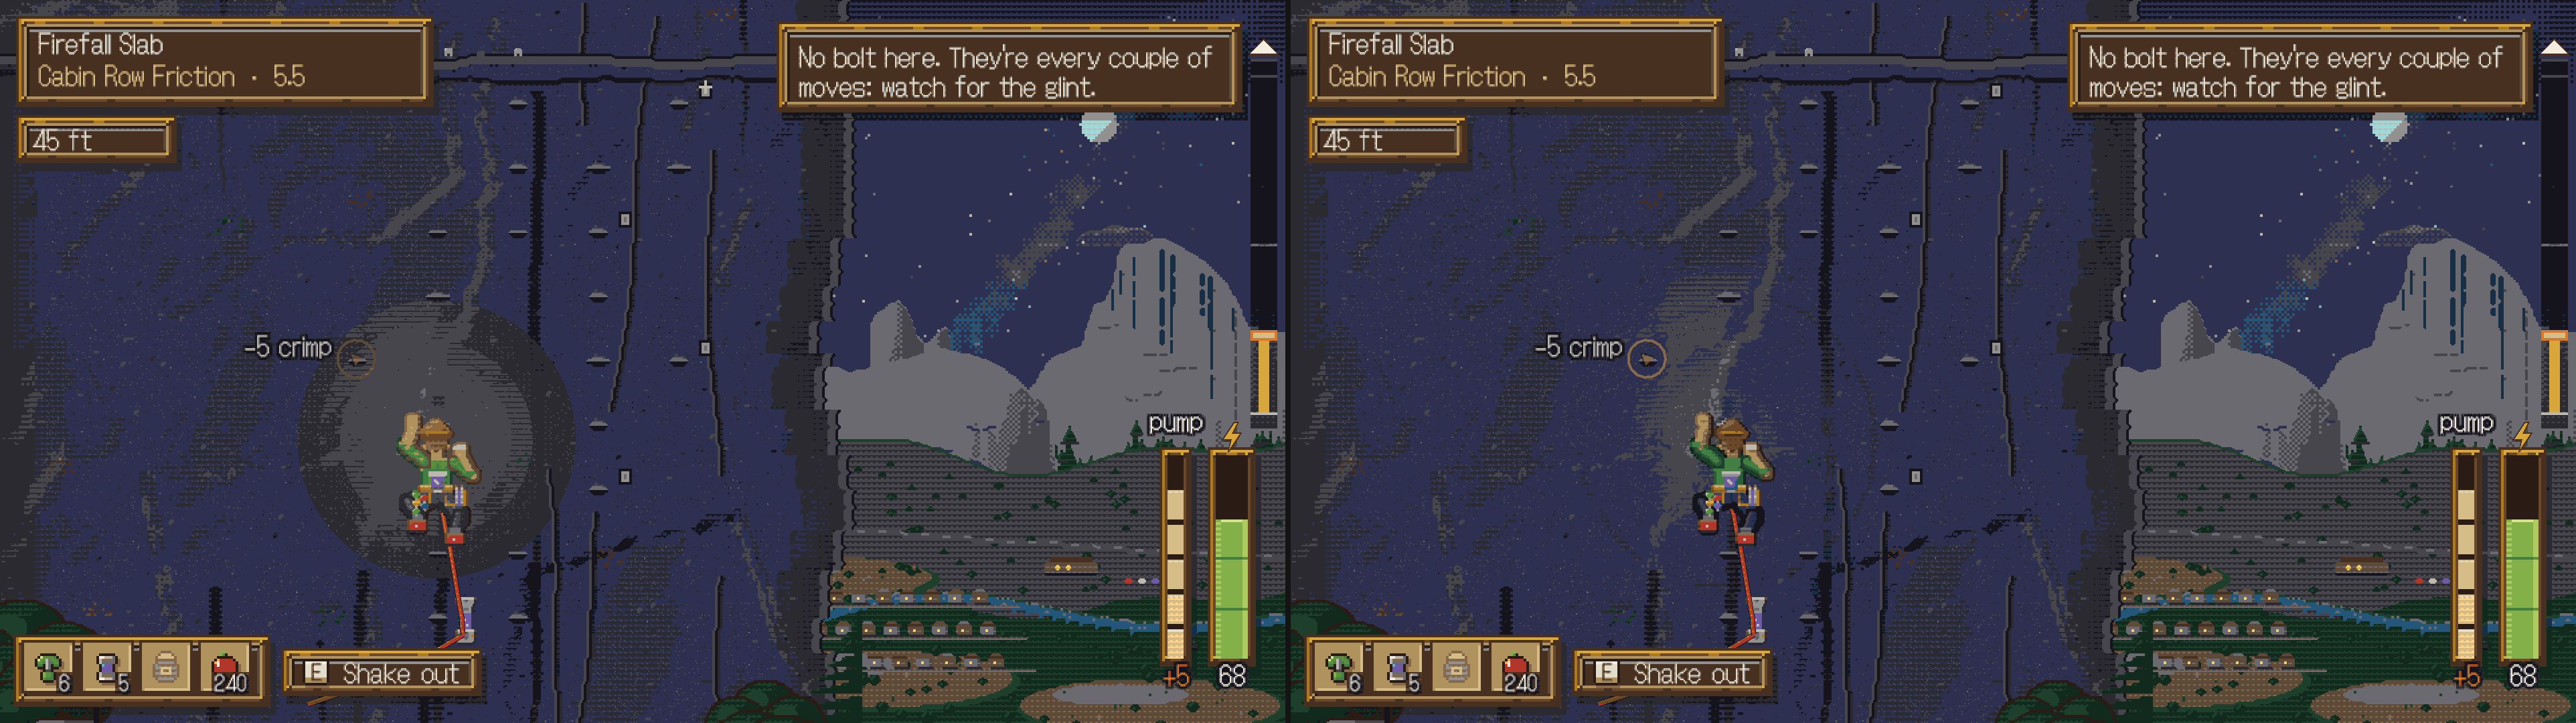 Firefall Slab
Cabin Row Friction · 5.5
45 ft
No bolt here. They're every couple of
moves: watch for the glint.
-5 crimp
pump
6
5
240
E Shake out
+5
68
Firefall Slab
Cabin Row Friction · 5.5
45 ft
No bolt here. They're every couple of
moves: watch for the glint.
-5 crimp
pump
6
5
240
E Shake out
+5
68